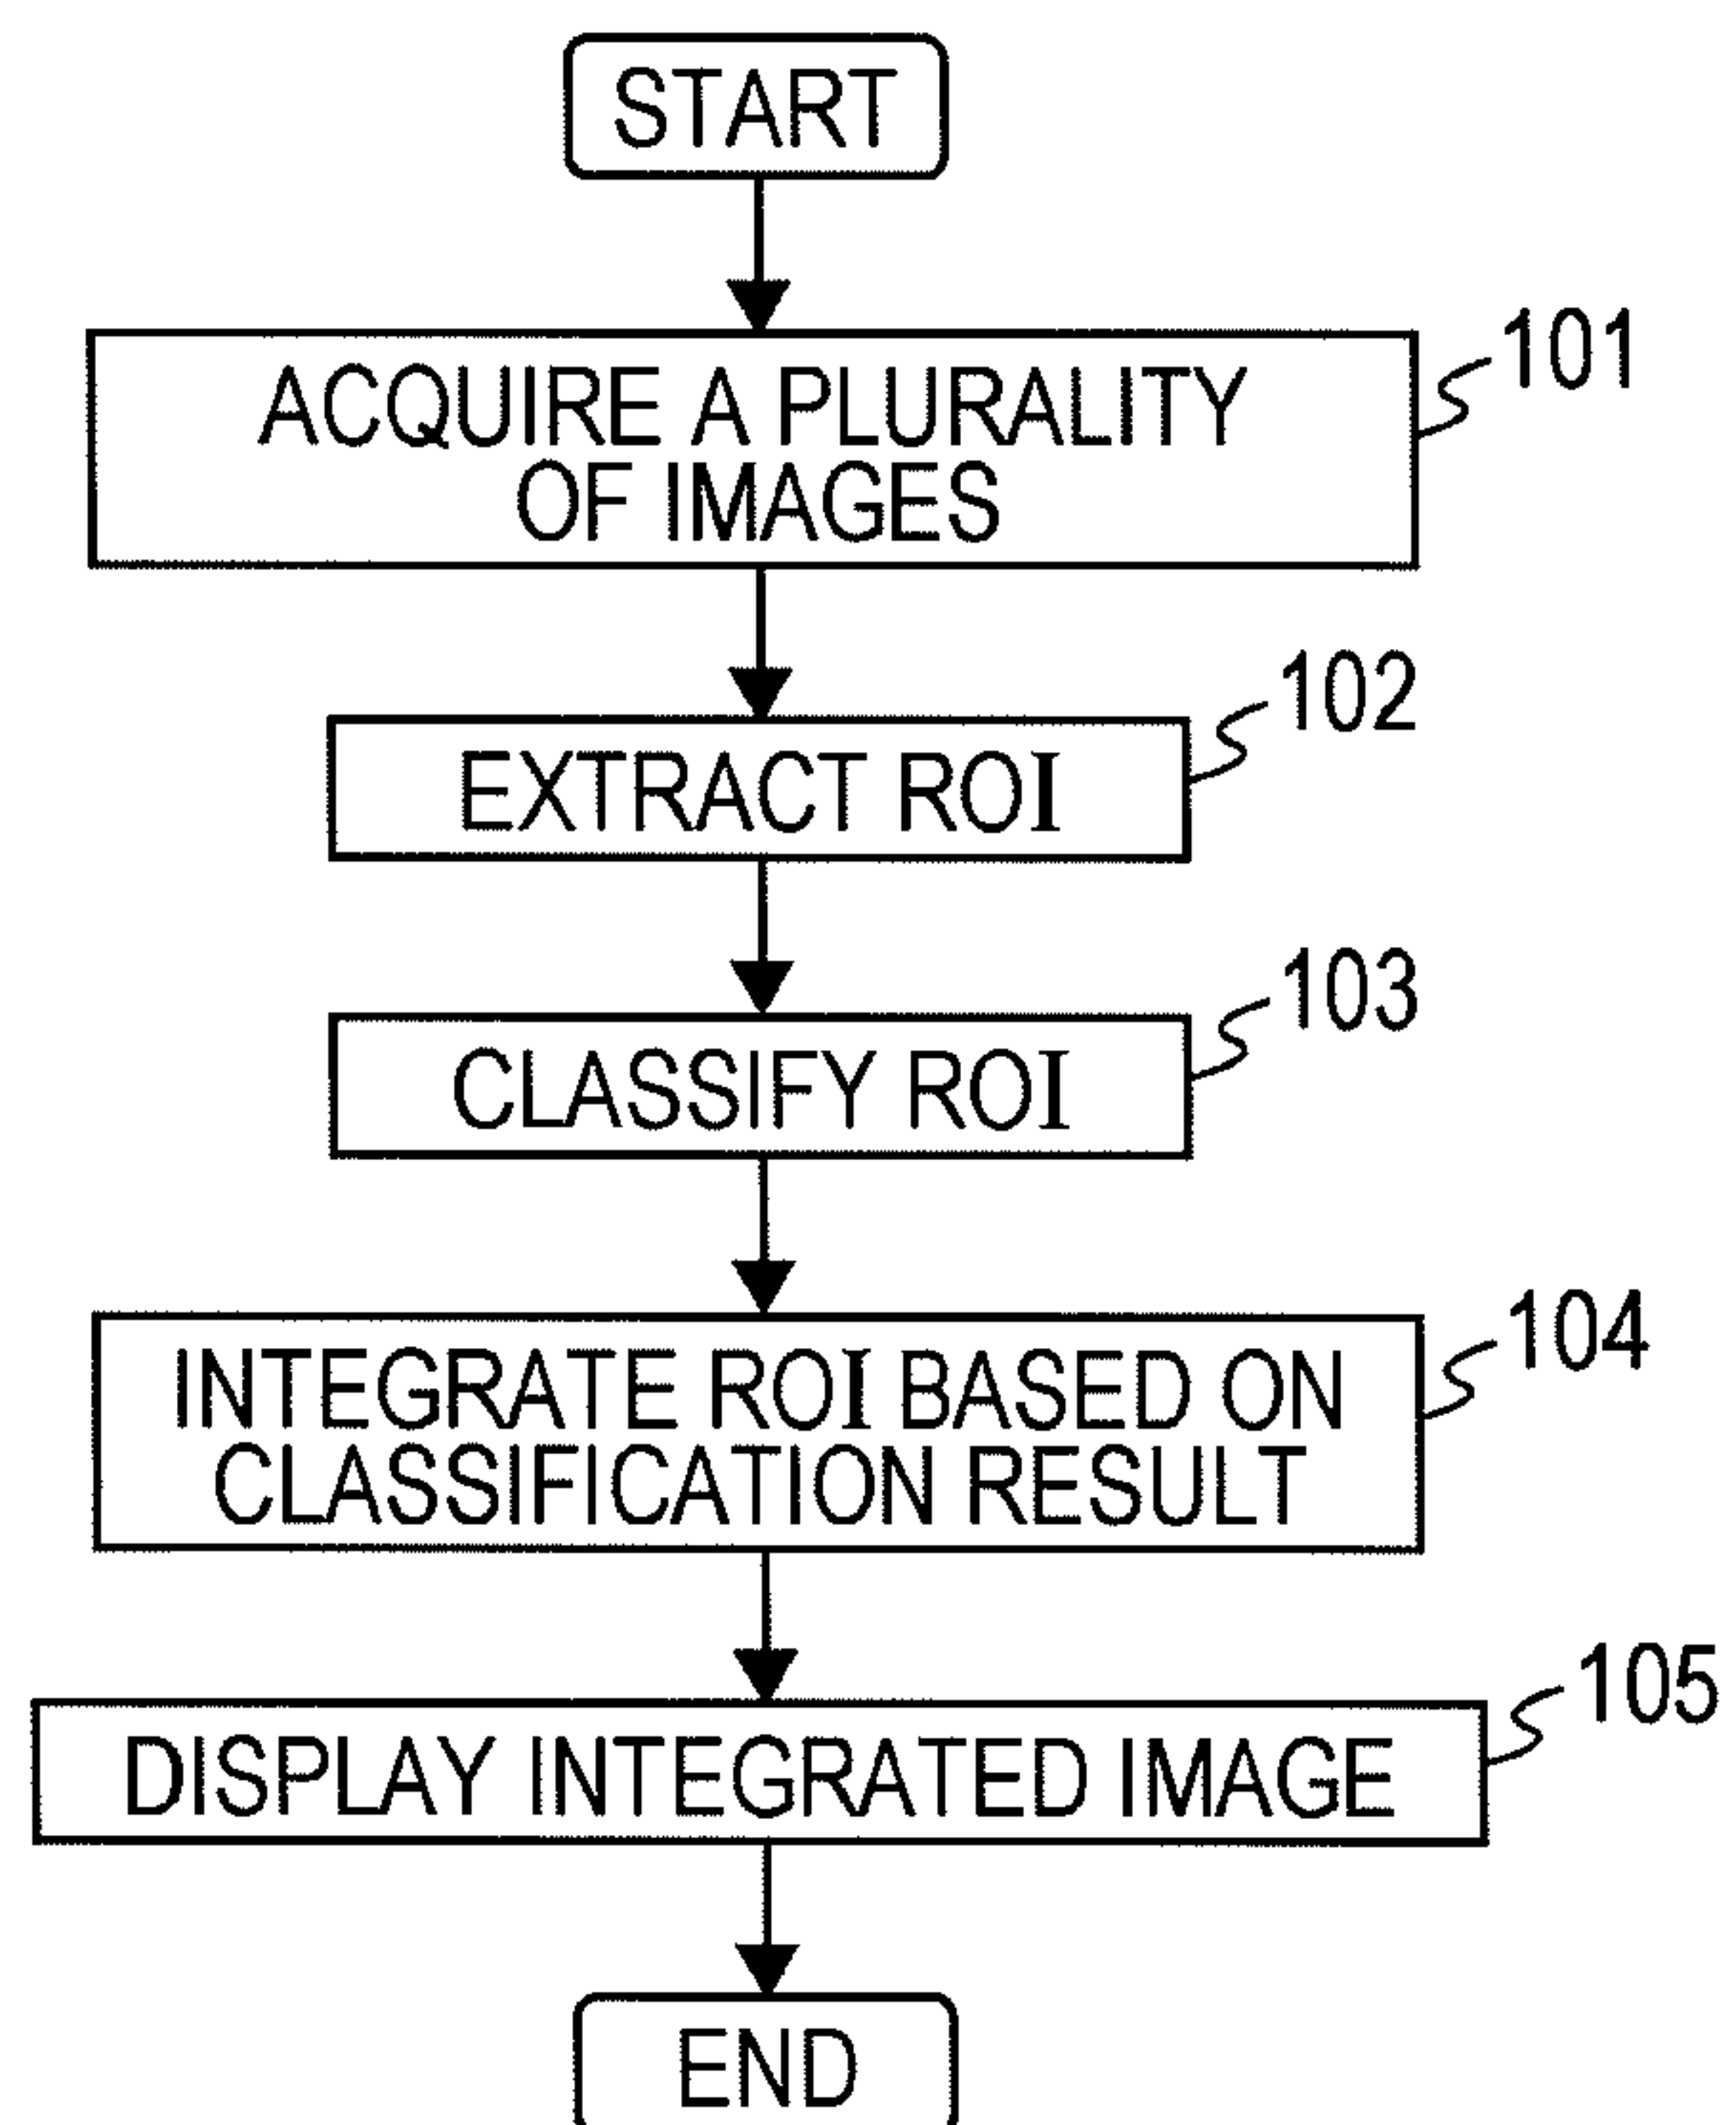 START
101
ACQUIRE A PLURALITY
OF IMAGES
102
EXTRACT ROI
103
CLASSIFY ROI
104
INTEGRATE ROI BASED ON
CLASSIFICATION RESULT
105
DISPLAY INTEGRATED IMAGE
END